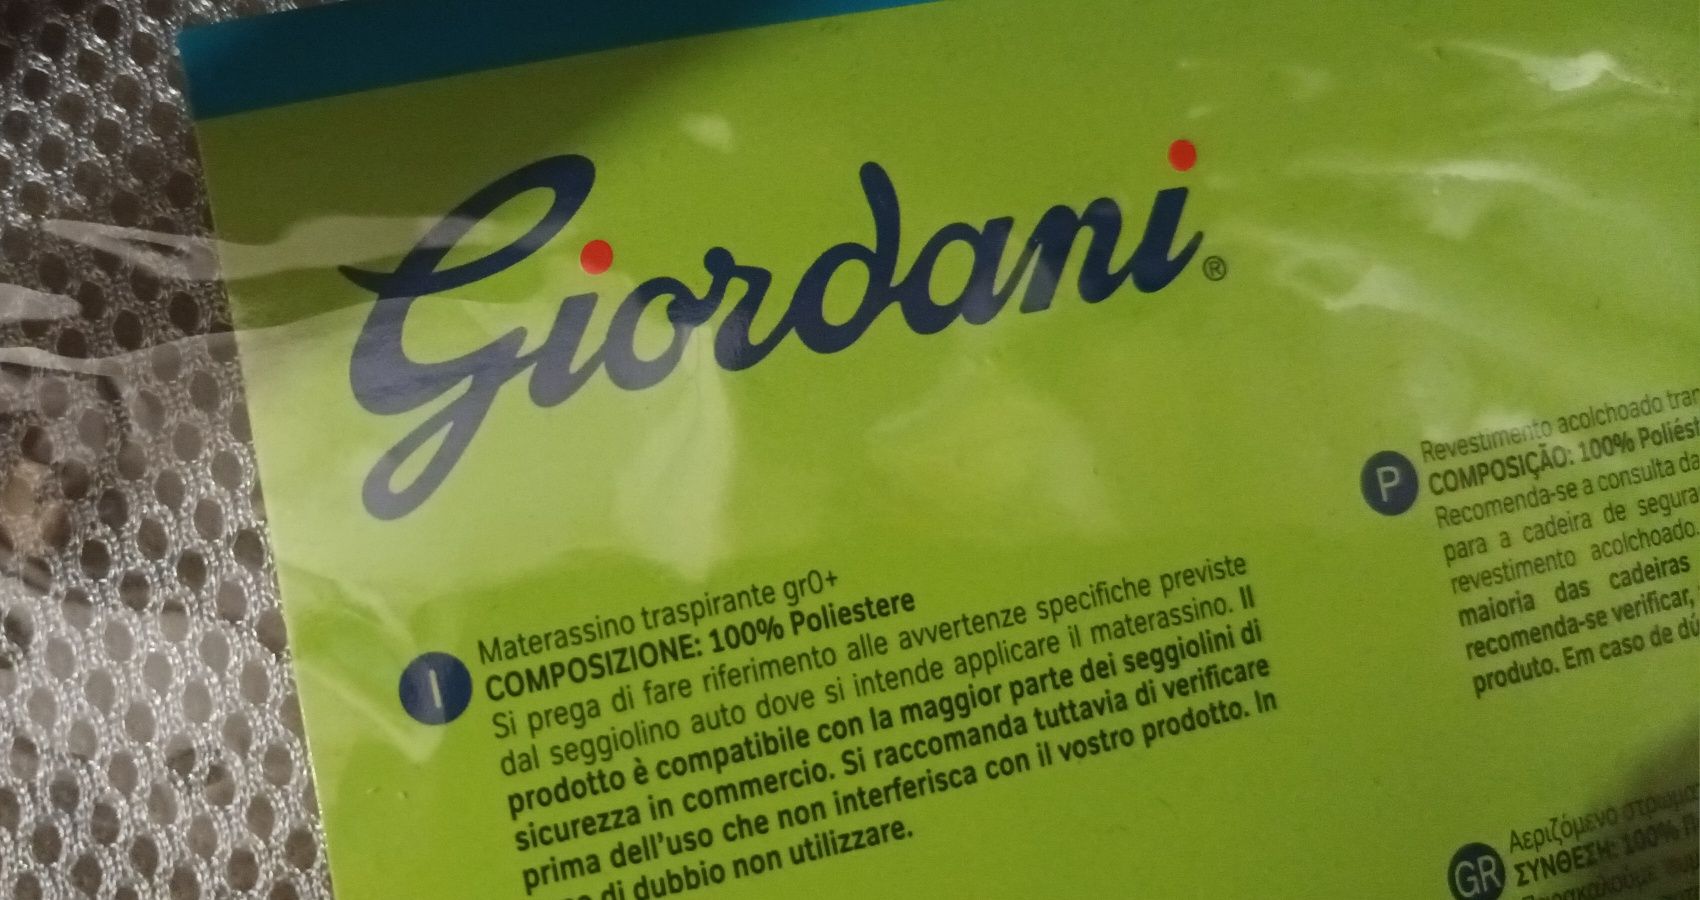 Giordani®
I
Materassino traspirante gr0+
COMPOSIZIONE: 100% Poliestere
Si prega di fare riferimento alle avvertenze specifiche previste
dal seggiolino auto dove si intende applicare il materassino. Il
prodotto è compatibile con la maggior parte dei seggiolini di
sicurezza in commercio. Si raccomanda tuttavia di verificare
prima dell'uso che non interferisca con il vostro prodotto. In
di dubbio non utilizzare.
P
Revestimento acolchoado
COMPOSIÇÃO: 100%
Recomenda-se a consulta
para a cadeira de
revestimento acolchoado.
maioria das cadeiras
recomenda-se verificar,
produto. Em caso de
GR
Αεριζόμενο
ΣΥΝΘΕΣΗ: 100%